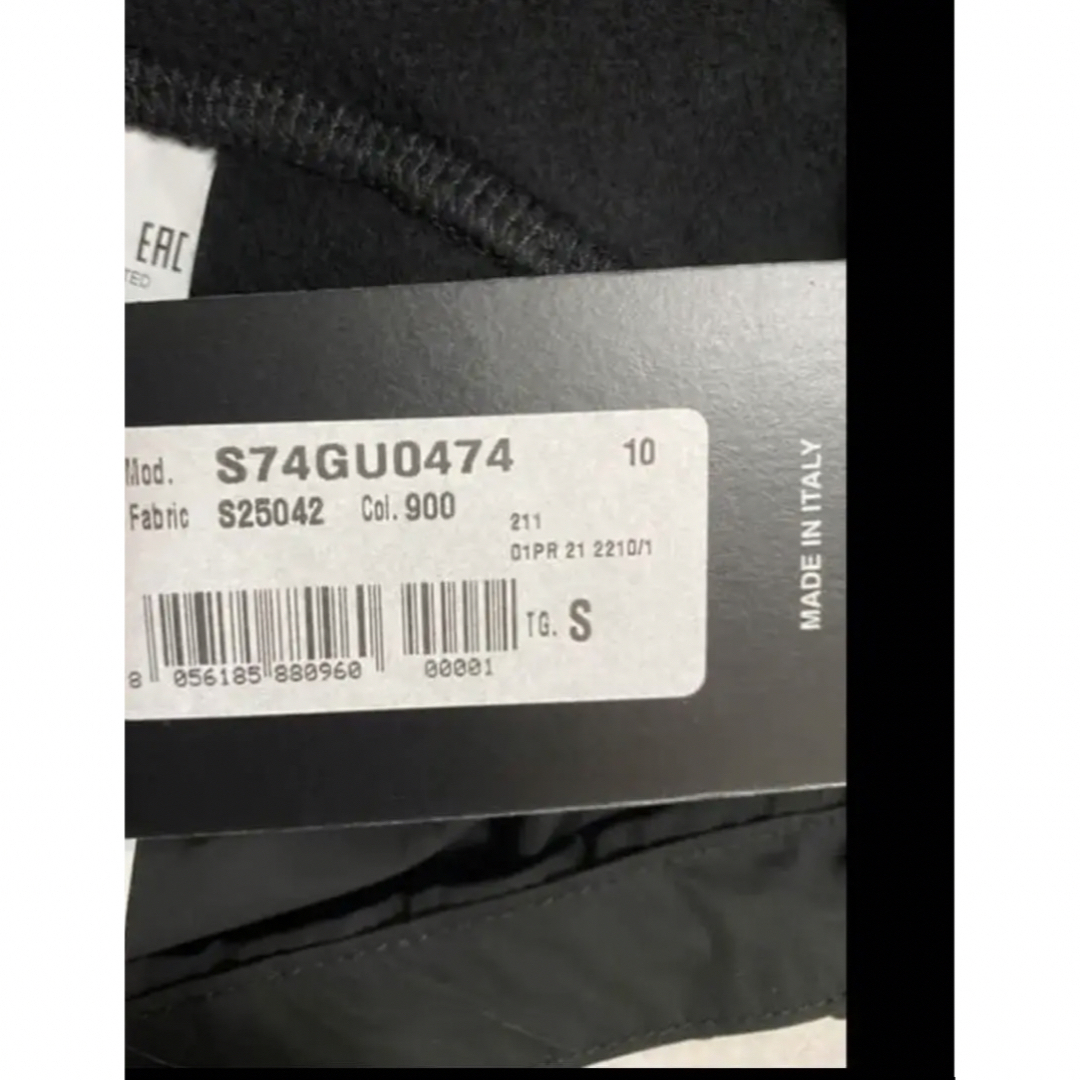 EAC
TED
Mod. S74GU0474 10
Fabric S25042 Col. 900
211
01PR 21 2210/1
TG. S
8 056185 880960 00001
MADE IN ITALY